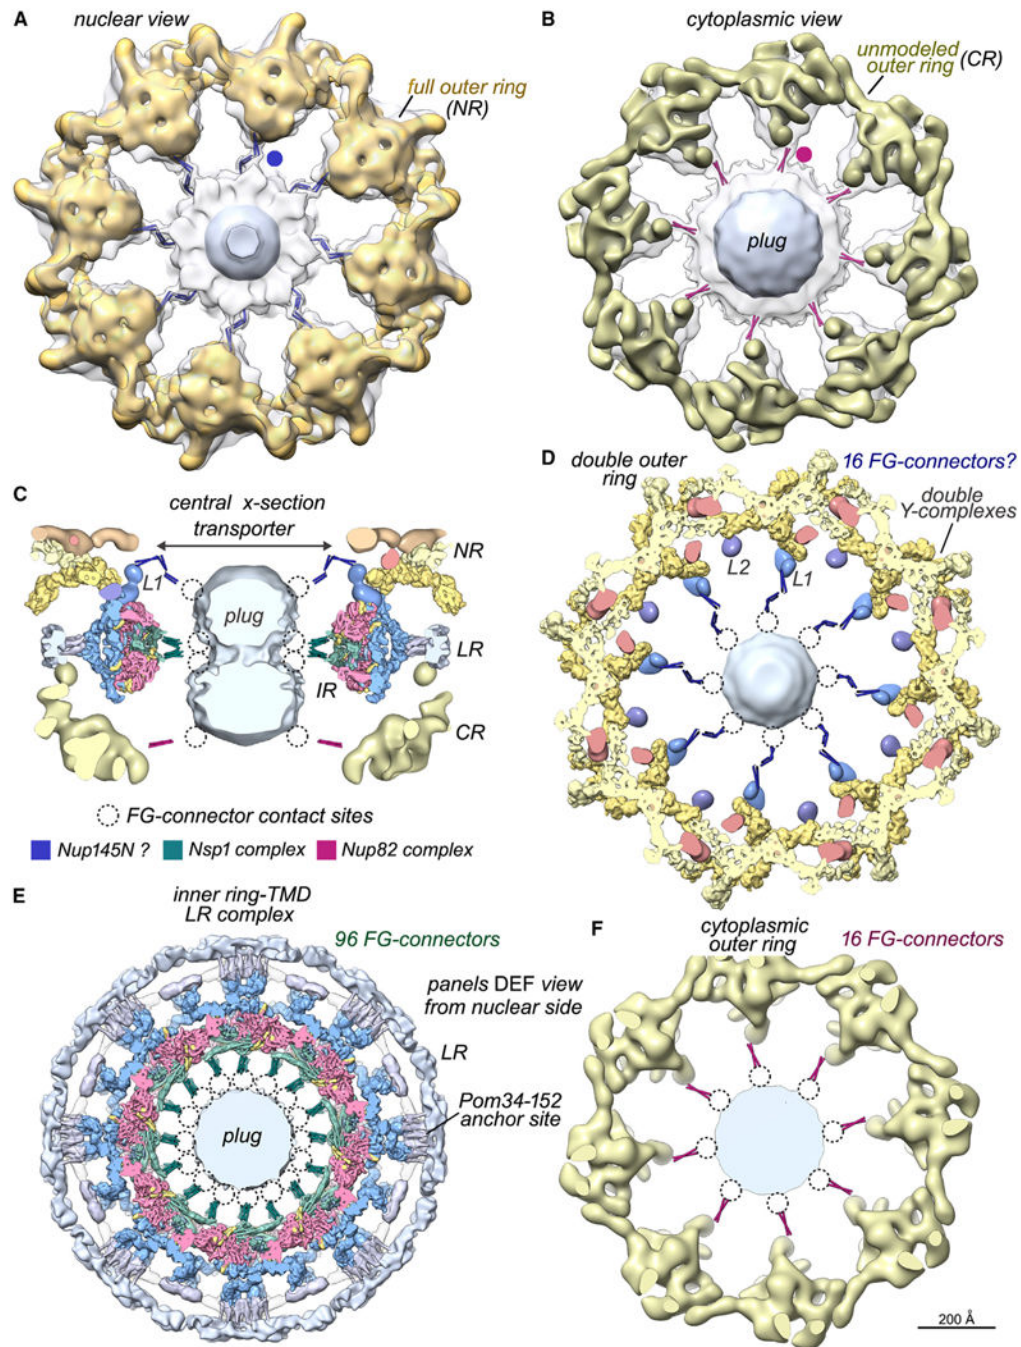 A
nuclear view
full outer ring
(NR)
B
cytoplasmic view
unmodeled
outer ring (CR)
plug
C
central x-section
transporter
NR
L1
plug
LR
IR
CR
FG-connector contact sites
Nup145N ? Nsp1 complex Nup82 complex
D
double outer
ring
16 FG-connectors?
double
Y-complexes
L2
L1
E
inner ring-TMD
LR complex
96 FG-connectors
panels DEF view
from nuclear side
LR
Pom34-152
anchor site
plug
F
cytoplasmic
outer ring
16 FG-connectors
200 Å